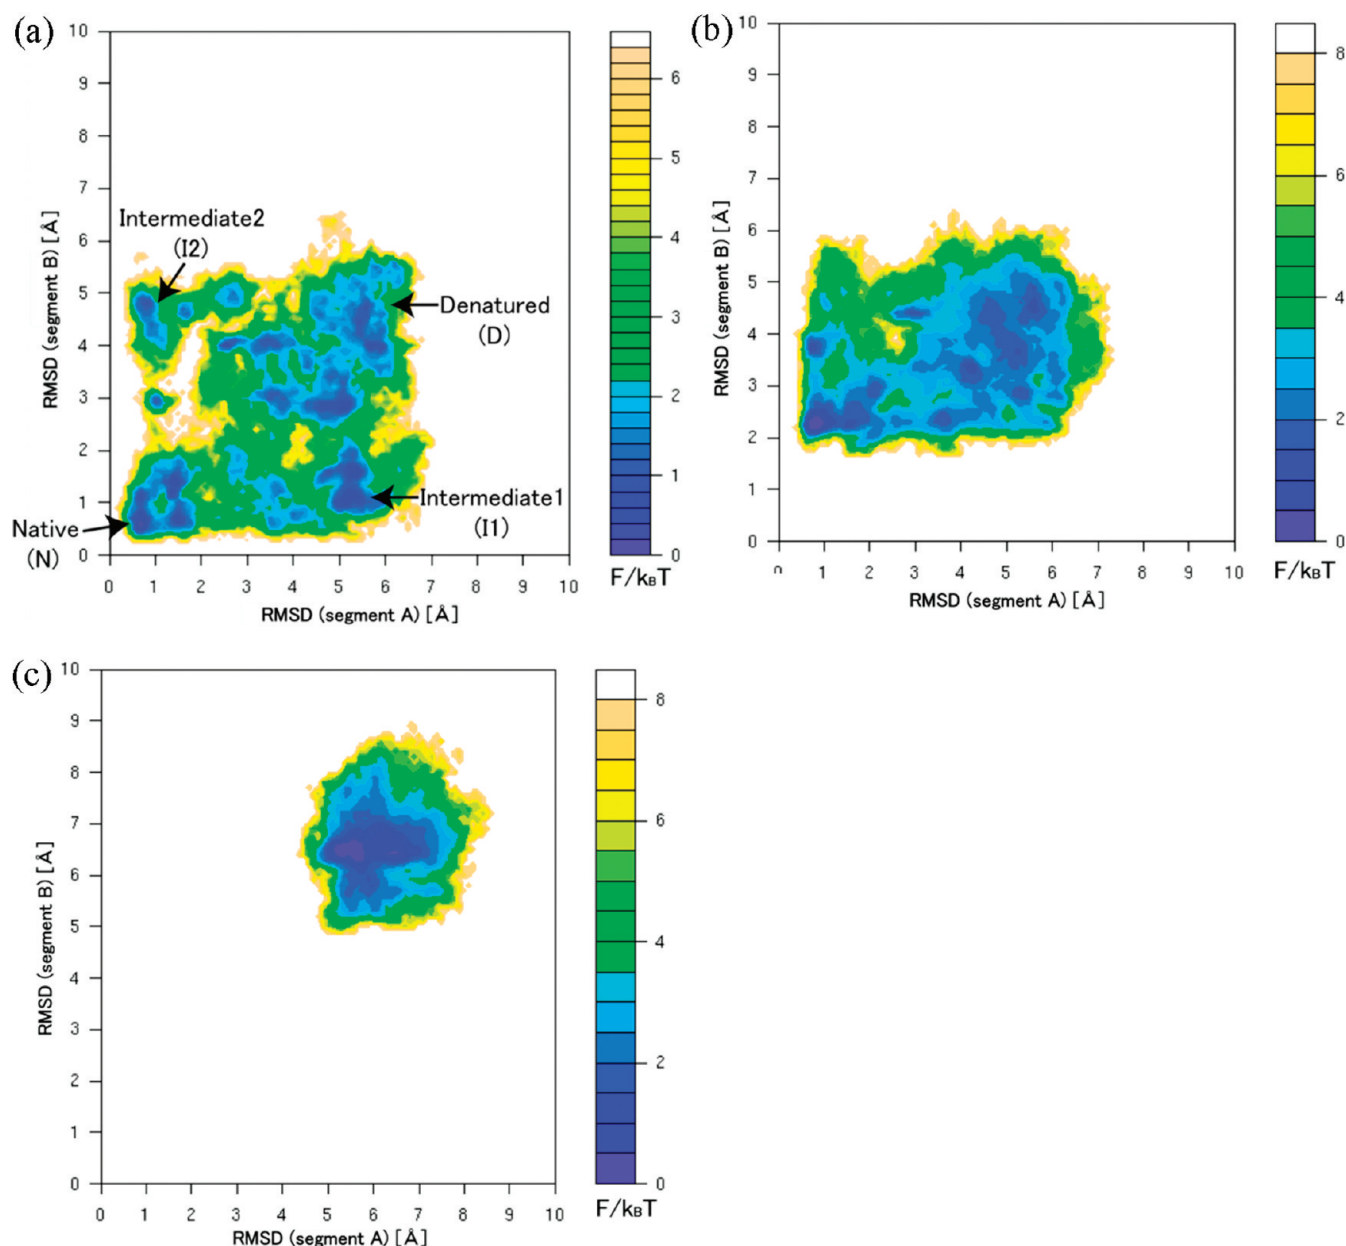 (a)
10
9
8
7
6
5
4
3
2
1
0
RMSD (segment B) [Å]
Intermediate2
(I2)
Denatured
(D)
Intermediate1
(I1)
Native
(N)
0 1 2 3 4 5 6 7 8 9 10
RMSD (segment A) [Å]
6
5
4
3
2
1
0
F/kBT
(b)
10
9
8
7
6
5
4
3
2
1
0
RMSD (segment B) [Å]
0 1 2 3 4 5 6 7 8 9 10
RMSD (segment A) [Å]
8
6
4
2
0
F/kBT
(c)
10
9
8
7
6
5
4
3
2
1
0
RMSD (segment B) [Å]
0 1 2 3 4 5 6 7 8 9 10
RMSD (segment A) [Å]
8
6
4
2
0
F/kBT